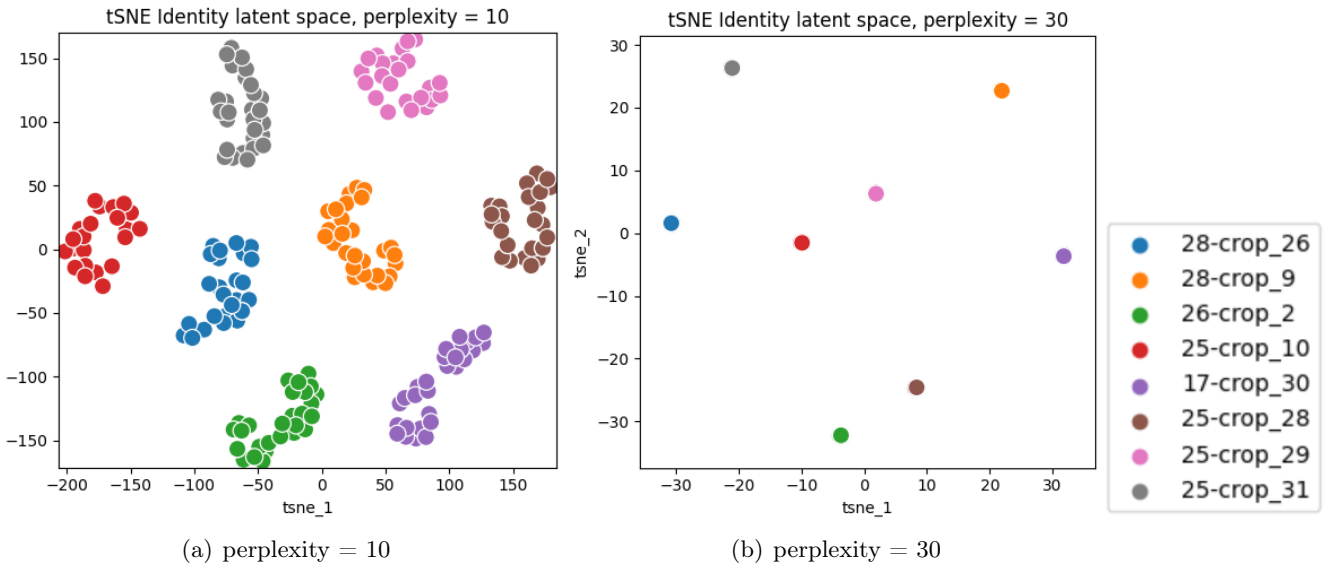 tSNE Identity latent space, perplexity = 10
150
100
50
0
−50
−100
−150
−200
−150
−100
−50
0
50
100
150
tsne_1
(a) perplexity = 10
tSNE Identity latent space, perplexity = 30
tsne_2
30
20
10
0
−10
−20
−30
−30
−20
−10
0
10
20
30
tsne_1
(b) perplexity = 30
28-crop_26
28-crop_9
26-crop_2
25-crop_10
17-crop_30
25-crop_28
25-crop_29
25-crop_31